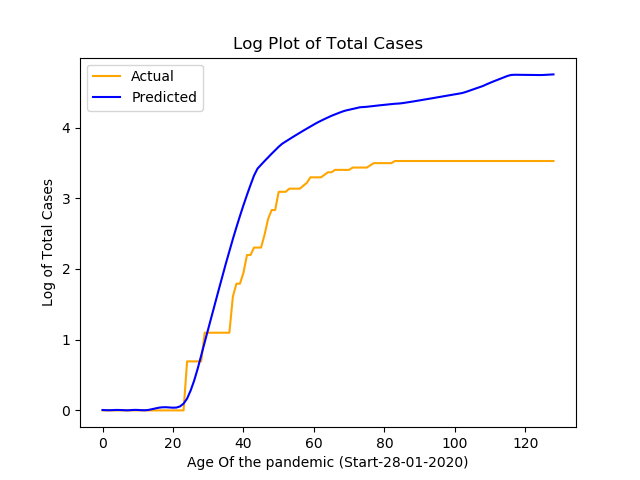 Log Plot of Total Cases
Actual
Predicted
Log of Total Cases
4
3
2
1
0
0 20 40 60 80 100 120
Age Of the pandemic (Start-28-01-2020)